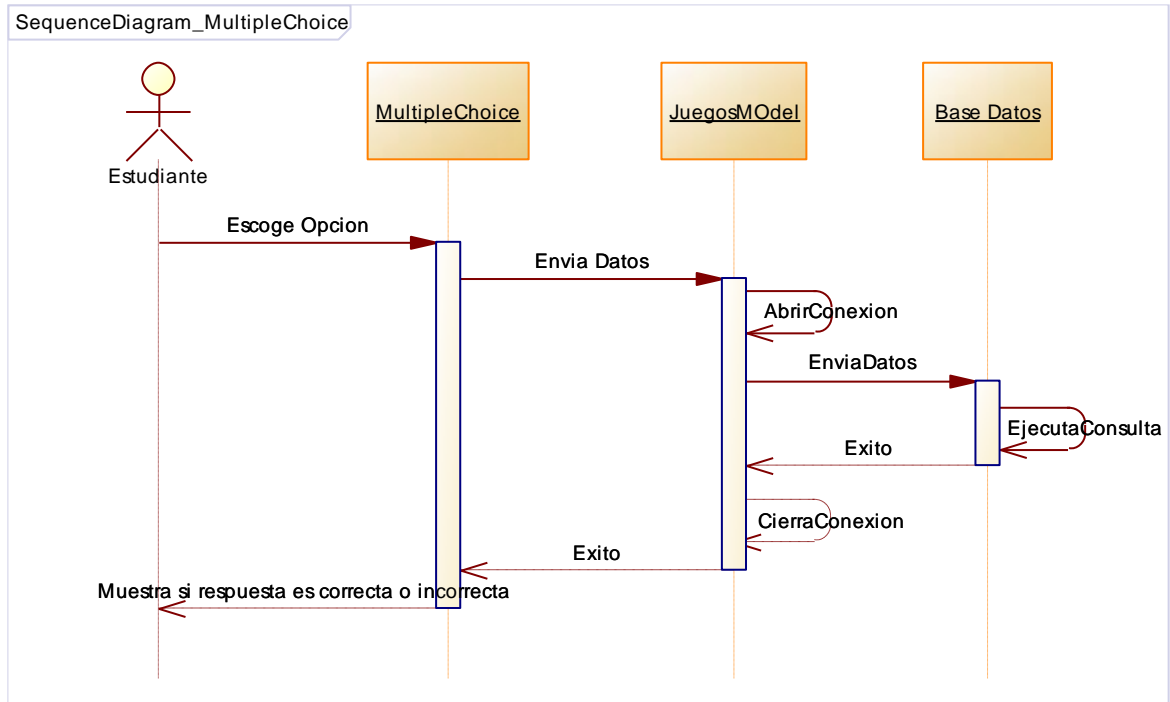 SequenceDiagram_MultipleChoice
MultipleChoice
JuegosMOdel
Base Datos
Estudiante
Escoge Opcion
Envia Datos
AbrirConexion
EnviaDatos
EjecutaConsulta
Exito
CierraConexion
Exito
Muestra si respuesta es correcta o incorrecta